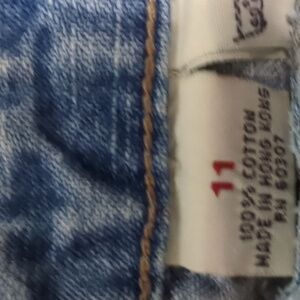 11
100% COTTON
MADE IN HONG KONG
RN 60307